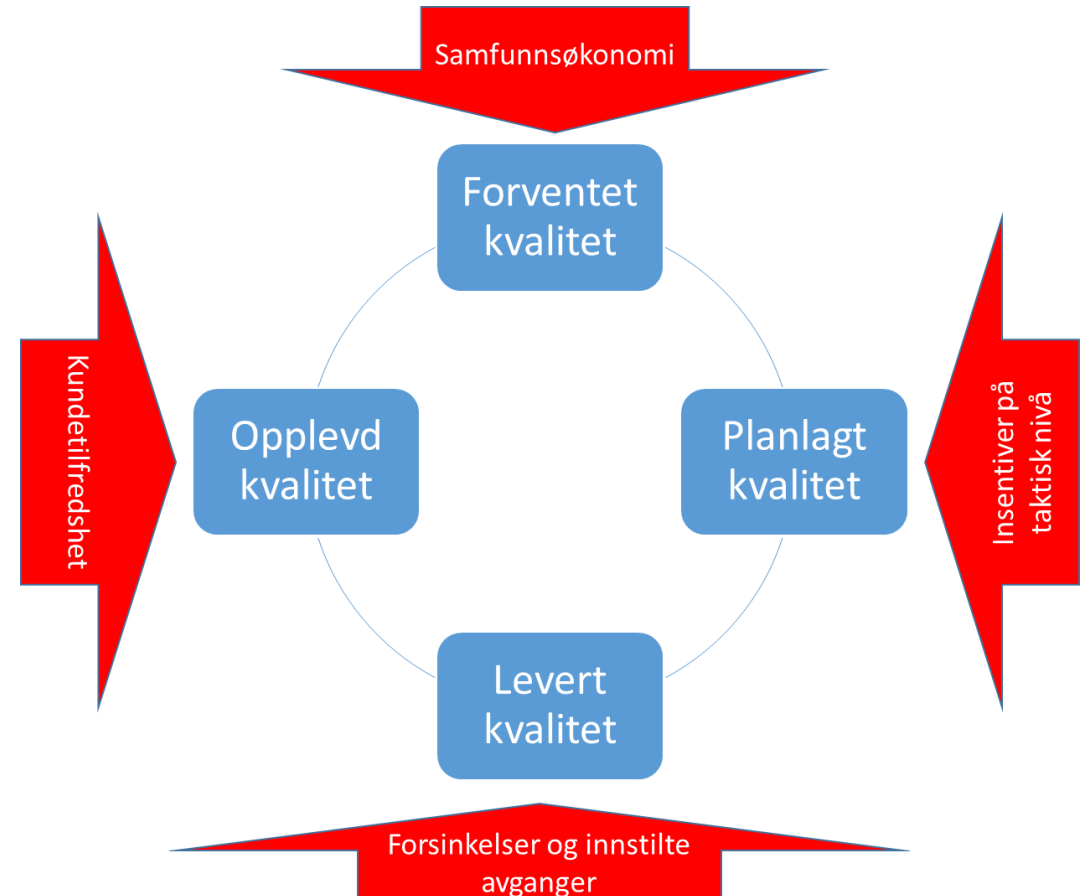 Samfunnsøkonomi
Forventet
kvalitet
Kundetilfredshet
Opplevd
kvalitet
Planlagt
kvalitet
Insentiver på
taktisk nivå
Levert
kvalitet
Forsinkelser og innstilte
avganger